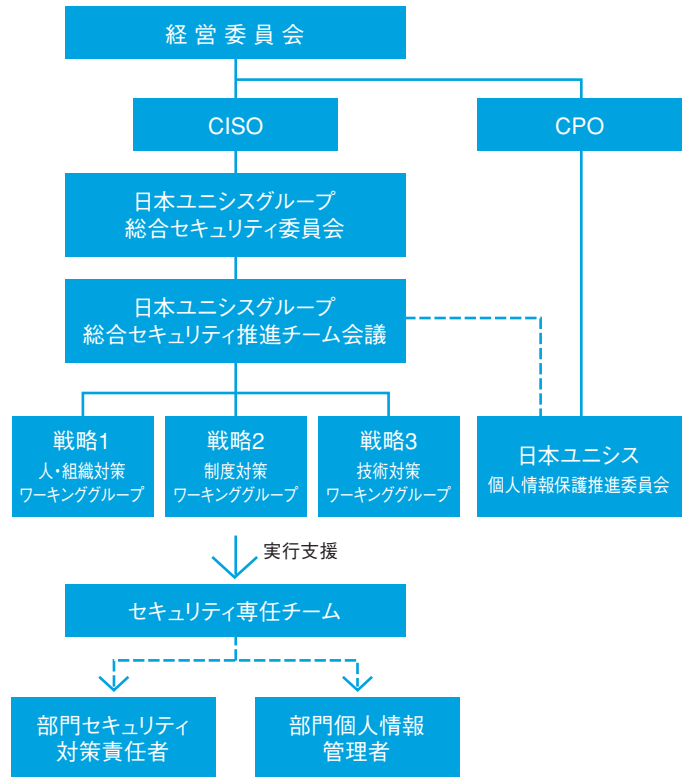 経営委員会
CISO
CPO
日本ユニシスグループ
総合セキュリティ委員会
日本ユニシスグループ
総合セキュリティ推進チーム会議
戦略1
人・組織対策
ワーキンググループ
戦略2
制度対策
ワーキンググループ
戦略3
技術対策
ワーキンググループ
日本ユニシス
個人情報保護推進委員会
実行支援
セキュリティ専任チーム
部門セキュリティ
対策責任者
部門個人情報
管理者